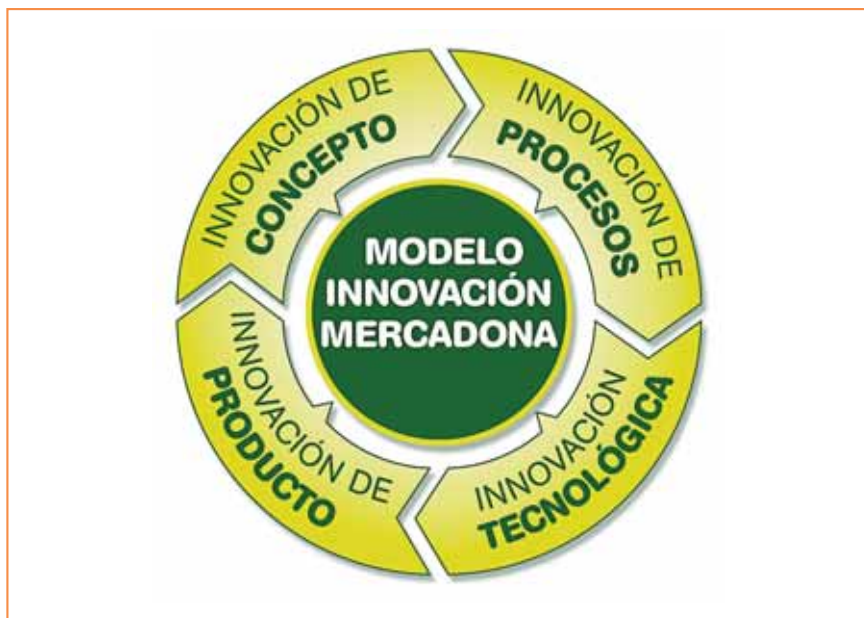 INNOVACIÓN DE
CONCEPTO
INNOVACIÓN DE
PROCESOS
INNOVACIÓN
TECNOLÓGICA
INNOVACIÓN DE
PRODUCTO
MODELO
INNOVACIÓN
MERCADONA